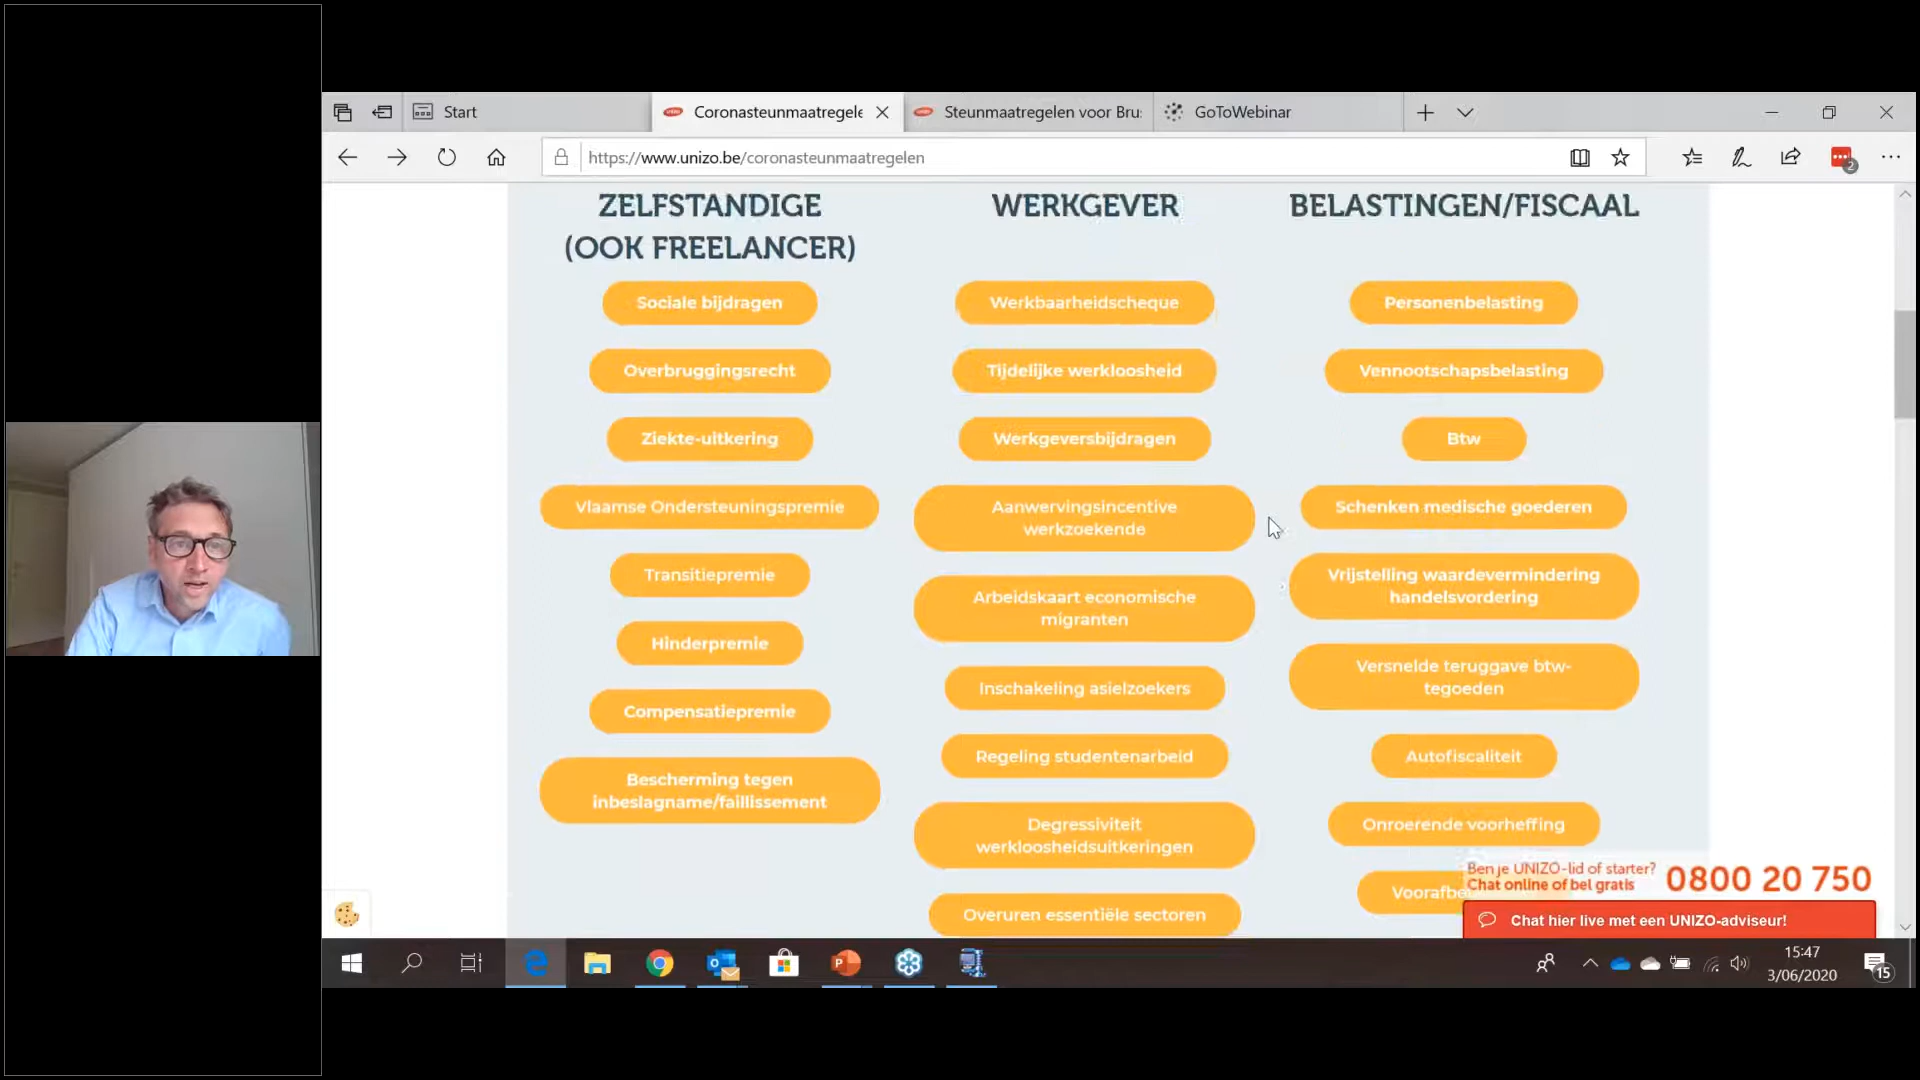 Start
Coronasteunmaatregele
Steunmaatregelen voor Bru
GoToWebinar
https://www.unizo.be/coronasteunmaatregelen
2
ZELFSTANDIGE
(OOK FREELANCER)
Sociale bijdragen
Overbruggingsrecht
Ziekte-uitkering
Vlaamse Ondersteuningspremie
Transitiepremie
Hinderpremie
Compensatiepremie
Bescherming tegen
inbeslagname/faillissement
WERKGEVER
Werkbaarheidscheque
Tijdelijke werkloosheid
Werkgeversbijdragen
Aanwervingsincentive
werkzoekende
Arbeidskaart economische
migranten
Inschakeling asielzoekers
Regeling studentenarbeid
Degressiviteit
werkloosheidsuitkeringen
Overuren essentiële sectoren
BELASTINGEN/FISCAAL
Personenbelasting
Vennootschapsbelasting
Btw
Schenken medische goederen
Vrijstelling waardevermindering
handelsvordering
Versnelde teruggave btw-
tegoeden
Autofiscaliteit
Onroerende voorheffing
Voorafbe
Ben je UNIZO-lid of starter?
Chat online of bel gratis
0800 20 750
Chat hier live met een UNIZO-adviseur!
15:47
3/06/2020
15